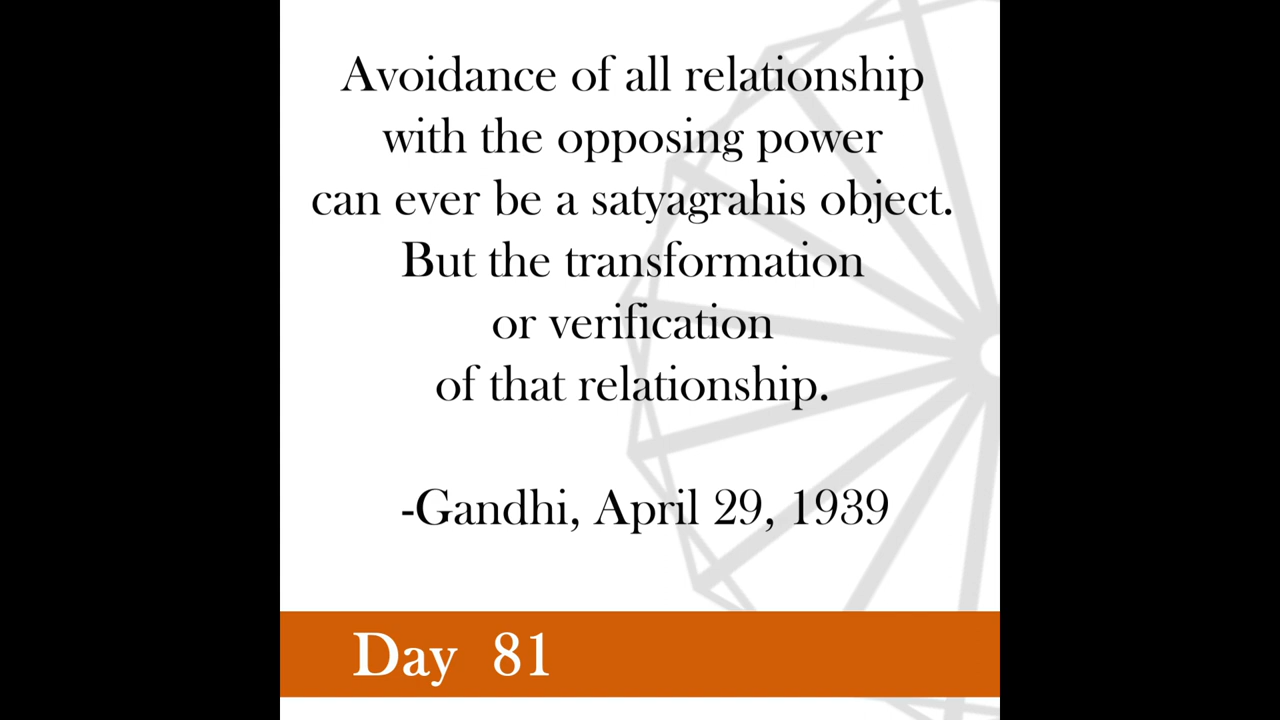 Avoidance of all relationship
with the opposing power
can ever be a satyagrahis object.
But the transformation
or verification
of that relationship.
-Gandhi, April 29, 1939
Day 81